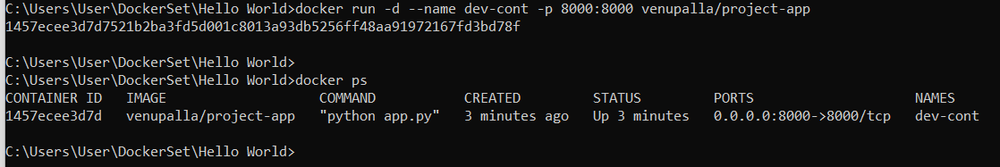 C:\Users\User\DockerSet\Hello World>docker run -d --name dev-cont -p 8000:8000 venupalla/project-app
1457ecee3d7d7521b2ba3fd5d001c8013a93db5256ff48aa91972167fd3bd78f
C:\Users\User\DockerSet\Hello World>
C:\Users\User\DockerSet\Hello World>docker ps
CONTAINER ID   IMAGE                   COMMAND           CREATED         STATUS         PORTS                    NAMES
1457ecee3d7d   venupalla/project-app   "python app.py"   3 minutes ago   Up 3 minutes   0.0.0.0:8000->8000/tcp   dev-cont
C:\Users\User\DockerSet\Hello World>